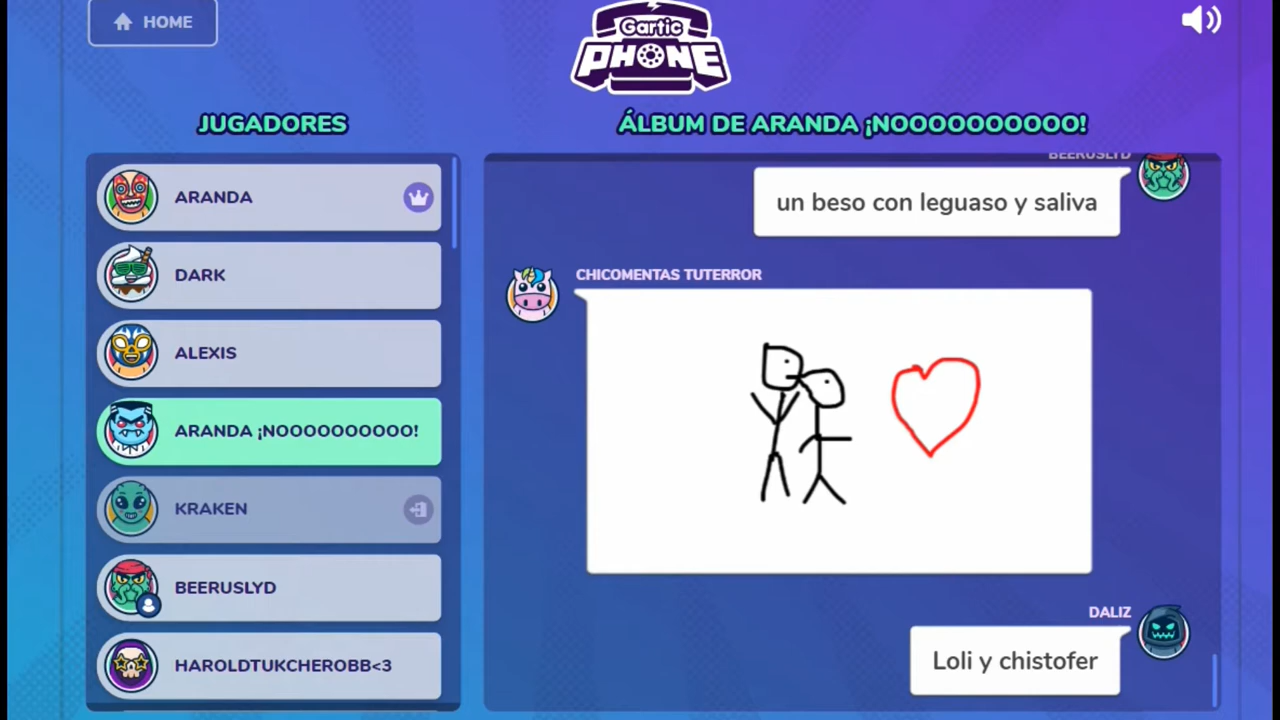 HOME
Gartic
PHONE
JUGADORES
ÁLBUM DE ARANDA ¡NOOOOOOOOOO!
ARANDA
DARK
ALEXIS
ARANDA ¡NOOOOOOOOOO!
KRAKEN
BEERUSLYD
HAROLDTUKCHEROBB<3
BEERUSLYD
un beso con leguaso y saliva
CHICOMENTAS TUTERROR
DALIZ
Loli y chistofer